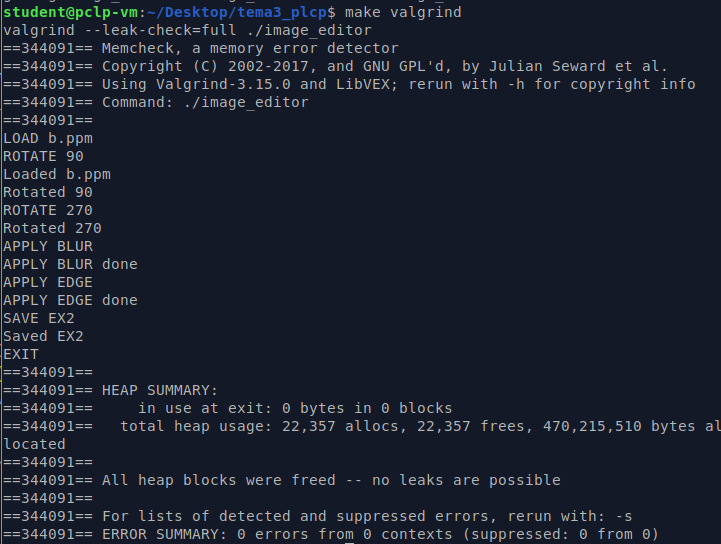 student@pclp-vm:~/Desktop/tema3_plcp$ make valgrind
valgrind --leak-check=full ./image_editor
==344091== Memcheck, a memory error detector
==344091== Copyright (C) 2002-2017, and GNU GPL'd, by Julian Seward et al.
==344091== Using Valgrind-3.15.0 and LibVEX; rerun with -h for copyright info
==344091== Command: ./image_editor
==344091==
LOAD b.ppm
ROTATE 90
Loaded b.ppm
Rotated 90
ROTATE 270
Rotated 270
APPLY BLUR
APPLY BLUR done
APPLY EDGE
APPLY EDGE done
SAVE EX2
Saved EX2
EXIT
==344091==
==344091== HEAP SUMMARY:
==344091==     in use at exit: 0 bytes in 0 blocks
==344091==   total heap usage: 22,357 allocs, 22,357 frees, 470,215,510 bytes al
located
==344091==
==344091== All heap blocks were freed -- no leaks are possible
==344091==
==344091== For lists of detected and suppressed errors, rerun with: -s
==344091== ERROR SUMMARY: 0 errors from 0 contexts (suppressed: 0 from 0)